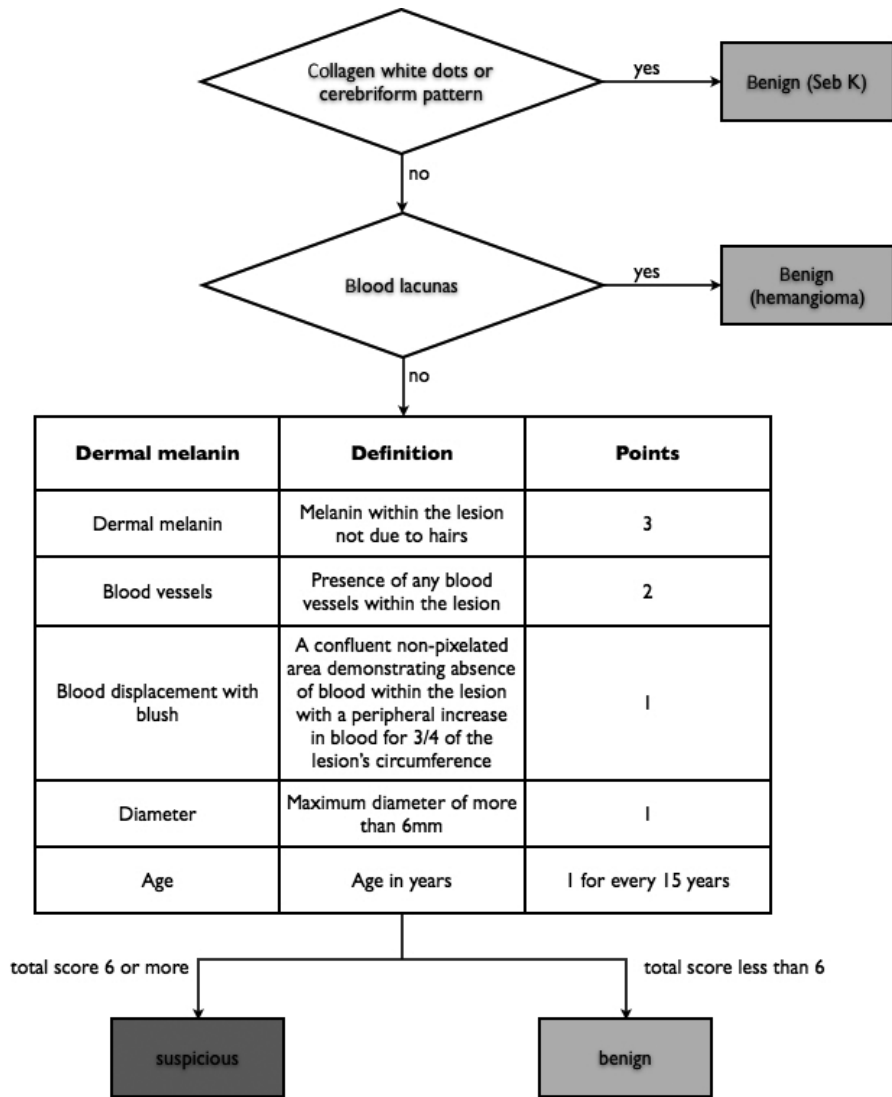 Collagen white dots or
cerebriform pattern
yes
Benign (Seb K)
no
Blood lacunas
yes
Benign
(hemangioma)
no
Dermal melanin
Definition
Points
Dermal melanin
Melanin within the lesion
not due to hairs
3
Blood vessels
Presence of any blood
vessels within the lesion
2
Blood displacement with
blush
A confluent non-pixelated
area demonstrating absence
of blood within the lesion
with a peripheral increase
in blood for 3/4 of the
lesion's circumference
1
Diameter
Maximum diameter of more
than 6mm
1
Age
Age in years
1 for every 15 years
total score 6 or more
total score less than 6
suspicious
benign